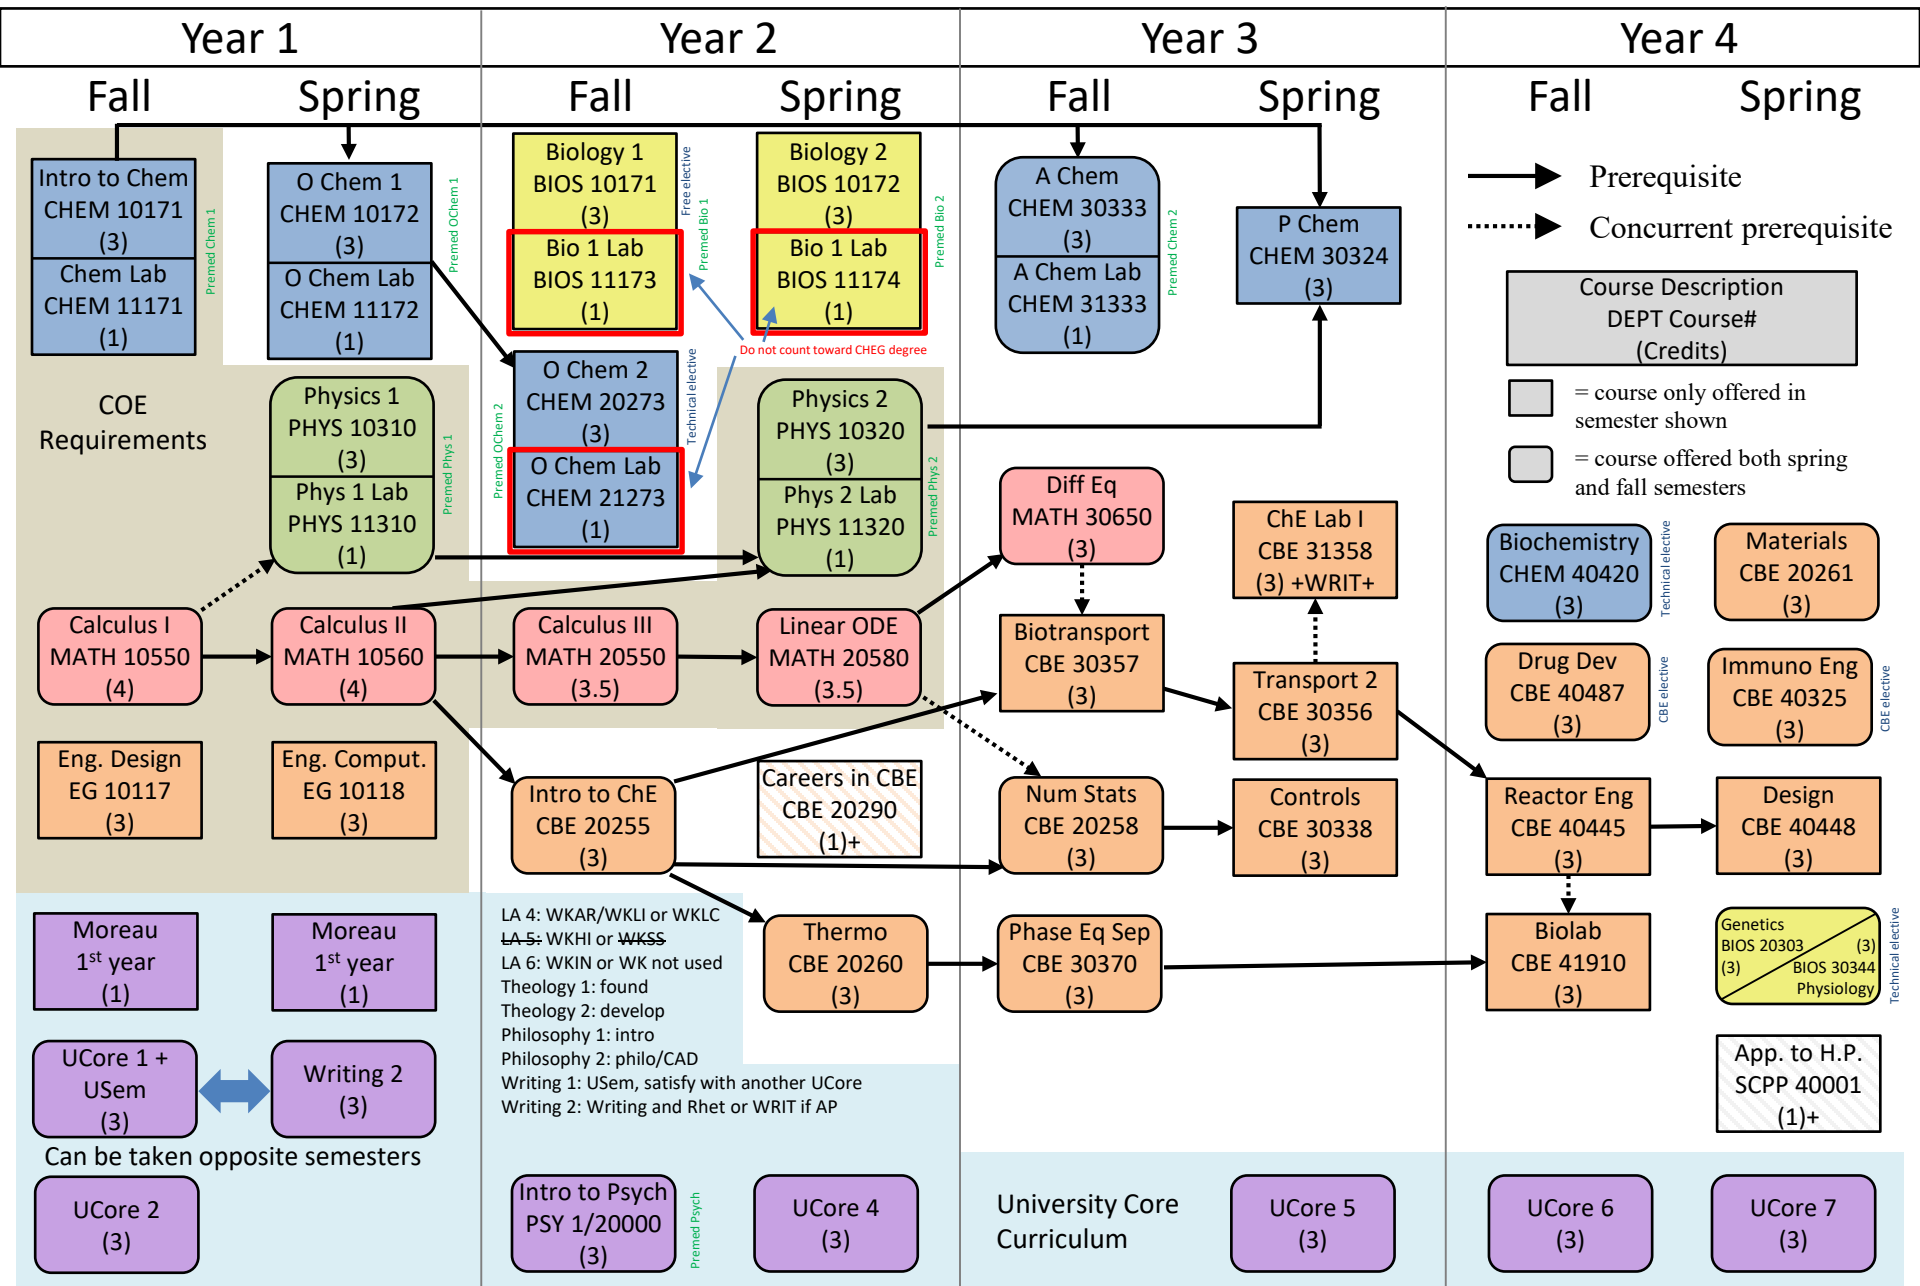 Year 1
Year 2
Year 3
Year 4
Fall
Spring
Fall
Spring
Fall
Spring
Fall
Spring
Intro to Chem
CHEM 10171
(3)
Chem Lab
CHEM 11171
(1)
Premed Chem 1
O Chem 1
CHEM 10172
(3)
O Chem Lab
CHEM 11172
(1)
Premed OChem 1
Biology 1
BIOS 10171
(3)
Bio 1 Lab
BIOS 11173
(1)
Free elective
Premed Bio 1
Biology 2
BIOS 10172
(3)
Bio 1 Lab
BIOS 11174
(1)
Premed Bio 2
Do not count toward CHEG degree
A Chem
CHEM 30333
(3)
A Chem Lab
CHEM 31333
(1)
Premed Chem 2
P Chem
CHEM 30324
(3)
Prerequisite
Concurrent prerequisite
Course Description
DEPT Course#
(Credits)
= course only offered in
semester shown
= course offered both spring
and fall semesters
COE
Requirements
Physics 1
PHYS 10310
(3)
Phys 1 Lab
PHYS 11310
(1)
Premed Phys 1
Premed OChem 2
O Chem 2
CHEM 20273
(3)
O Chem Lab
CHEM 21273
(1)
Technical elective
Physics 2
PHYS 10320
(3)
Phys 2 Lab
PHYS 11320
(1)
Premed Phys 2
Diff Eq
MATH 30650
(3)
ChE Lab I
CBE 31358
(3) +WRIT+
Biochemistry
CHEM 40420
(3)
Technical elective
Materials
CBE 20261
(3)
Calculus I
MATH 10550
(4)
Calculus II
MATH 10560
(4)
Calculus III
MATH 20550
(3.5)
Linear ODE
MATH 20580
(3.5)
Biotransport
CBE 30357
(3)
Transport 2
CBE 30356
(3)
Drug Dev
CBE 40487
(3)
CBE elective
Immuno Eng
CBE 40325
(3)
CBE elective
Eng. Design
EG 10117
(3)
Eng. Comput.
EG 10118
(3)
Intro to ChE
CBE 20255
(3)
Careers in CBE
CBE 20290
(1)+
Num Stats
CBE 20258
(3)
Controls
CBE 30338
(3)
Reactor Eng
CBE 40445
(3)
Design
CBE 40448
(3)
Moreau
1st year
(1)
Moreau
1st year
(1)
LA 4: WKAR/WKLI or WKLC
LA 5: WKHI or WKSS
LA 6: WKIN or WK not used
Theology 1: found
Theology 2: develop
Philosophy 1: intro
Philosophy 2: philo/CAD
Writing 1: USem, satisfy with another UCore
Writing 2: Writing and Rhet or WRIT if AP
Thermo
CBE 20260
(3)
Phase Eq Sep
CBE 30370
(3)
Biolab
CBE 41910
(3)
Genetics
BIOS 20303
(3)
(3)
BIOS 30344
Physiology
Technical elective
UCore 1 +
USem
(3)
Writing 2
(3)
Can be taken opposite semesters
App. to H.P.
SCPP 40001
(1)+
UCore 2
(3)
Intro to Psych
PSY 1/20000
(3)
Premed Psych
UCore 4
(3)
University Core
Curriculum
UCore 5
(3)
UCore 6
(3)
UCore 7
(3)